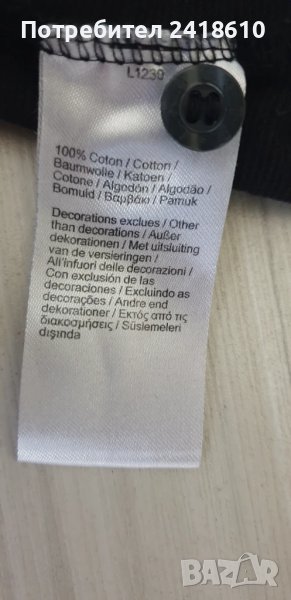 Потребител 2418610
L1230
100% Coton / Cotton /
Baumwolle / Katoen /
Cotone / Algodón / Algodão /
Bomuld / Βαμβάκι / Pamuk
Decorations exclues / Other
than decorations / Außer
dekorationen / Met uitsluiting
van de versieringen /
All'infuori delle decorazioni /
Con exclusión de las
decoraciones / Excluindo as
decorações / Andre end
dekorationer / Εκτός από τις
διακοσμήσεις / Süslemeleri
dışında
BAZAR